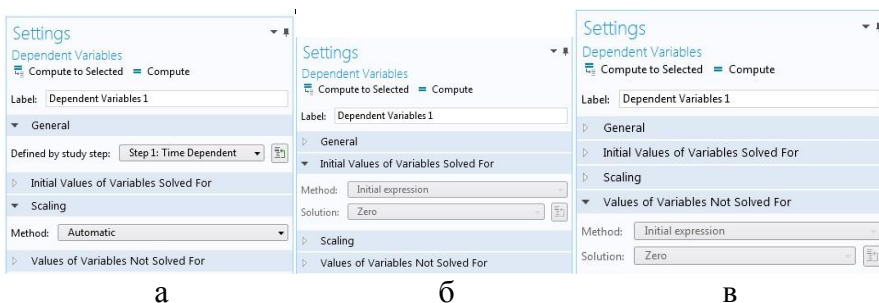 Settings
Dependent Variables
Compute to Selected = Compute
Label: Dependent Variables 1
General
Defined by study step: Step 1: Time Dependent
Initial Values of Variables Solved For
Scaling
Method: Automatic
Values of Variables Not Solved For
а
Settings
Dependent Variables
Compute to Selected = Compute
Label: Dependent Variables 1
General
Initial Values of Variables Solved For
Method: Initial expression
Solution: Zero
Scaling
Values of Variables Not Solved For
б
Settings
Dependent Variables
Compute to Selected = Compute
Label: Dependent Variables 1
General
Initial Values of Variables Solved For
Scaling
Values of Variables Not Solved For
Method: Initial expression
Solution: Zero
в